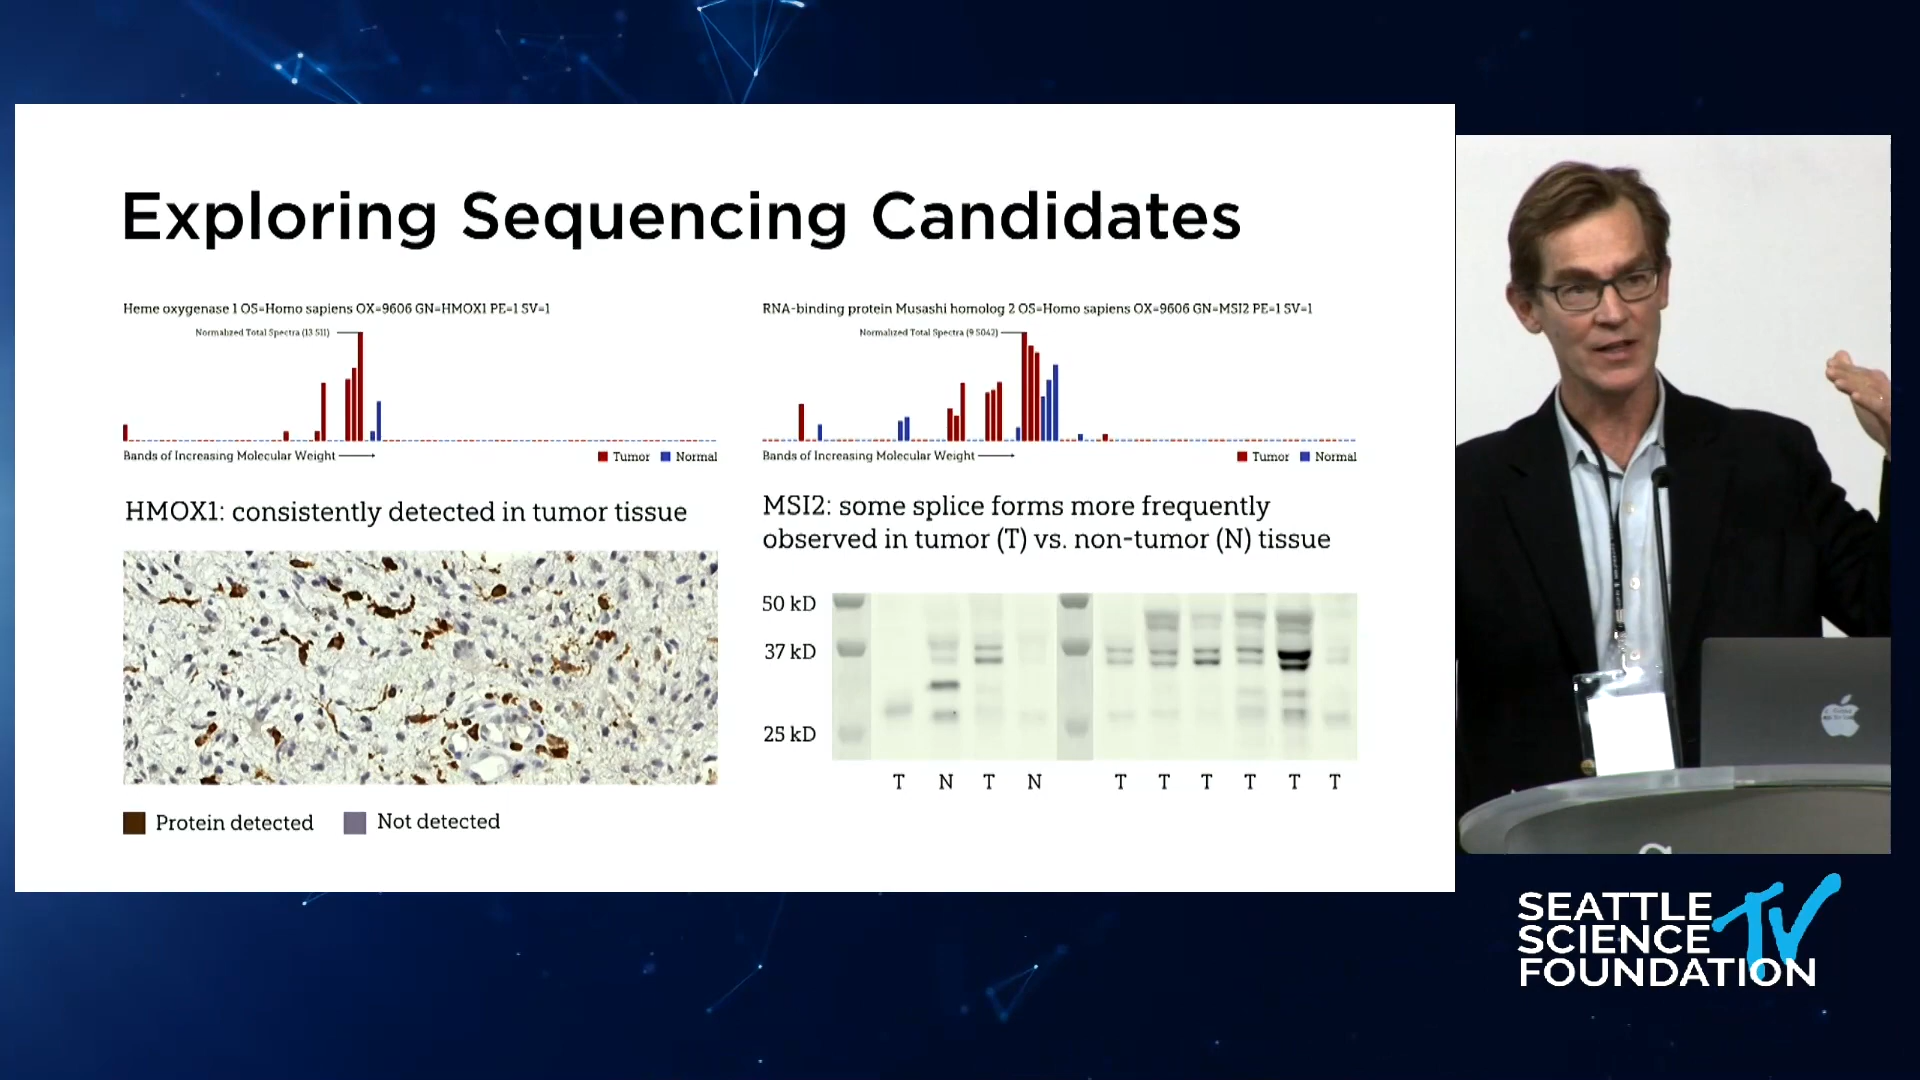 Exploring Sequencing Candidates
Heme oxygenase 1 OS=Homo sapiens OX=9606 GN=HMOX1 PE=1 SV=1
Normalized Total Spectra (13.511)
Bands of Increasing Molecular Weight
Tumor Normal
HMOX1: consistently detected in tumor tissue
Protein detected Not detected
RNA-binding protein Musashi homolog 2 OS=Homo sapiens OX=9606 GN=MSI2 PE=1 SV=1
Normalized Total Spectra (9.5042)
Bands of Increasing Molecular Weight
Tumor Normal
MSI2: some splice forms more frequently
observed in tumor (T) vs. non-tumor (N) tissue
50 kD
37 kD
25 kD
T N T N T T T T T T
SEATTLE
SCIENCE
FOUNDATION
TV